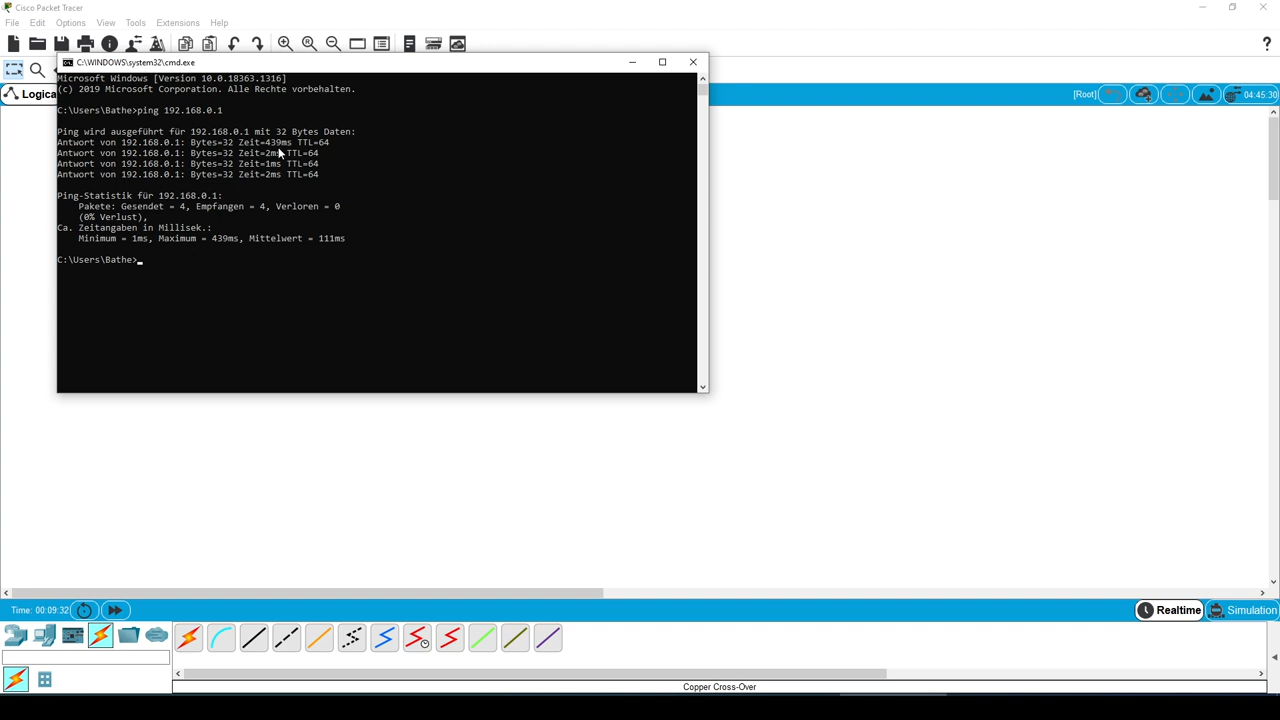 Cisco Packet Tracer
File Edit Options View Tools Extensions Help
?
C:\WINDOWS\system32\cmd.exe
Microsoft Windows [Version 10.0.18363.1316]
(c) 2019 Microsoft Corporation. Alle Rechte vorbehalten.
C:\Users\Bathe>ping 192.168.0.1
Ping wird ausgeführt für 192.168.0.1 mit 32 Bytes Daten:
Antwort von 192.168.0.1: Bytes=32 Zeit=439ms TTL=64
Antwort von 192.168.0.1: Bytes=32 Zeit=2ms TTL=64
Antwort von 192.168.0.1: Bytes=32 Zeit=1ms TTL=64
Antwort von 192.168.0.1: Bytes=32 Zeit=2ms TTL=64
Ping-Statistik für 192.168.0.1:
Pakete: Gesendet = 4, Empfangen = 4, Verloren = 0
(0% Verlust),
Ca. Zeitangaben in Millisek.:
Minimum = 1ms, Maximum = 439ms, Mittelwert = 111ms
C:\Users\Bathe>
Logica
[Root] 04:45:30
Time: 00:09:32
Realtime Simulation
Copper Cross-Over